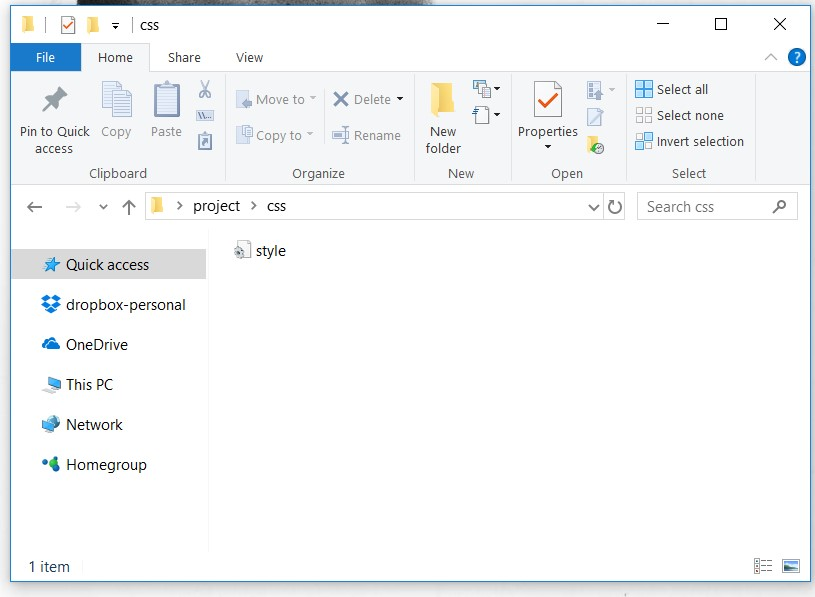 css
File Home Share View
Pin to Quick access Copy Paste
Clipboard
Move to Copy to Delete Rename
Organize
New folder
New
Properties
Open
Select all
Select none
Invert selection
Select
project css
Search css
Quick access
dropbox-personal
OneDrive
This PC
Network
Homegroup
style
1 item